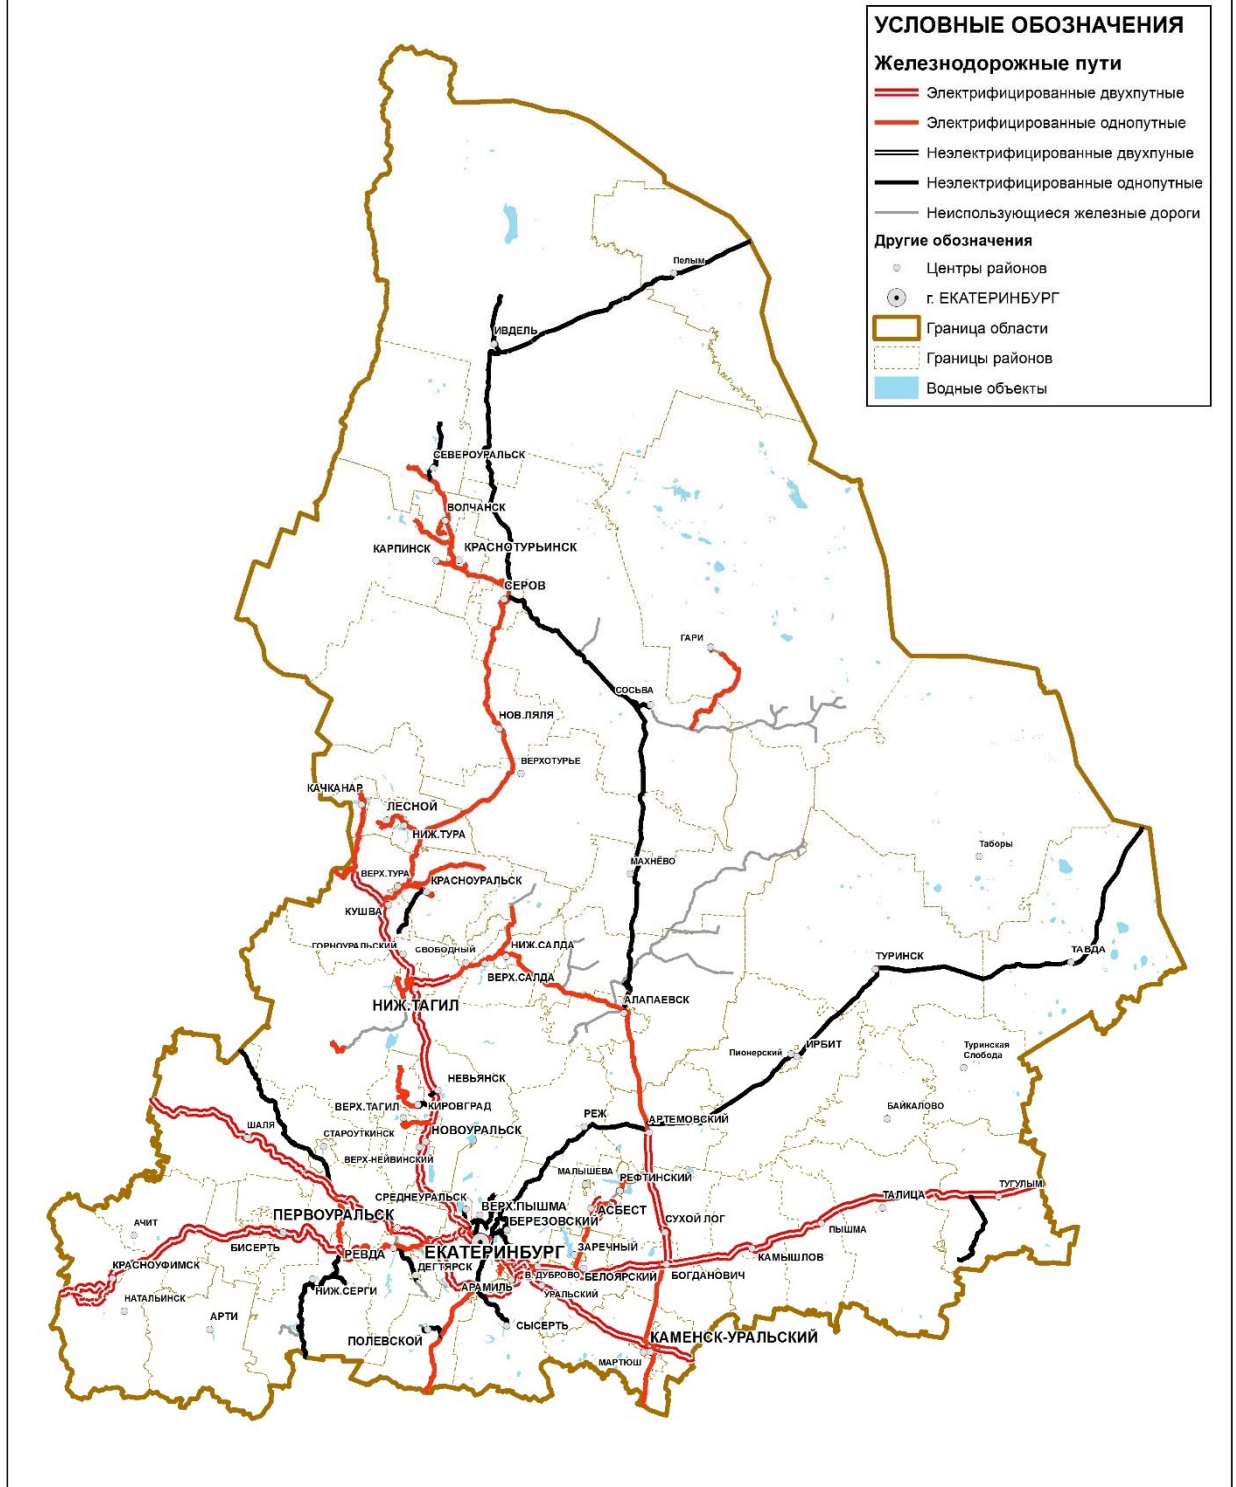 УСЛОВНЫЕ ОБОЗНАЧЕНИЯ
Железнодорожные пути
Электрифицированные двухпутные
Электрифицированные однопутные
Неэлектрифицированные двухпуные
Неэлектрифицированные однопутные
Неиспользующиеся железные дороги
Другие обозначения
Центры районов
г. ЕКАТЕРИНБУРГ
Граница области
Границы районов
Водные объекты
Пелым
ИВДЕЛЬ
СЕВЕРОУРАЛЬСК
ВОЛЧАНСК
КАРПИНСК
КРАСНОТУРЬИНСК
СЕРОВ
ГАРИ
СОСЬВА
НОВ.ЛЯЛЯ
ВЕРХОТУРЬЕ
КАЧКАНАР
ЛЕСНОЙ
НИЖ.ТУРА
Таборы
МАХНЁВО
ВЕРХ.ТУРА
КРАСНОУРАЛЬСК
КУШВА
ГОРНОУРАЛЬСКИЙ
СВОБОДНЫЙ
НИЖ.САЛДА
ВЕРХ.САЛДА
ТАВДА
ТУРИНСК
НИЖ.ТАГИЛ
АЛАПАЕВСК
Пионерский
ИРБИТ
Туринская
Слобода
НЕВЬЯНСК
ВЕРХ.ТАГИЛ
КИРОВГРАД
БАЙКАЛОВО
РЕЖ
АРТЕМОВСКИЙ
ШАЛЯ
СТАРОУТКИНСК
НОВОУРАЛЬСК
ВЕРХ-НЕЙВИНСКИЙ
МАЛЫШЕВА
РЕФТИНСКИЙ
СРЕДНЕУРАЛЬСК
ВЕРХ.ПЫШМА
АСБЕСТ
ТАЛИЦА
ТУГУЛЫМ
ПЕРВОУРАЛЬСК
БЕРЕЗОВСКИЙ
СУХОЙ ЛОГ
ПЫШМА
АЧИТ
БИСЕРТЬ
РЕВДА
ЕКАТЕРИНБУРГ
ЗАРЕЧНЫЙ
КАМЫШЛОВ
КРАСНОУФИМСК
ДЕГТЯРСК
В.ДУБРОВО
БЕЛОЯРСКИЙ
БОГДАНОВИЧ
НИЖ.СЕРГИ
АРАМИЛЬ
УРАЛЬСКИЙ
НАТАЛЬИНСК
АРТИ
СЫСЕРТЬ
ПОЛЕВСКОЙ
КАМЕНСК-УРАЛЬСКИЙ
МАРТЮШ